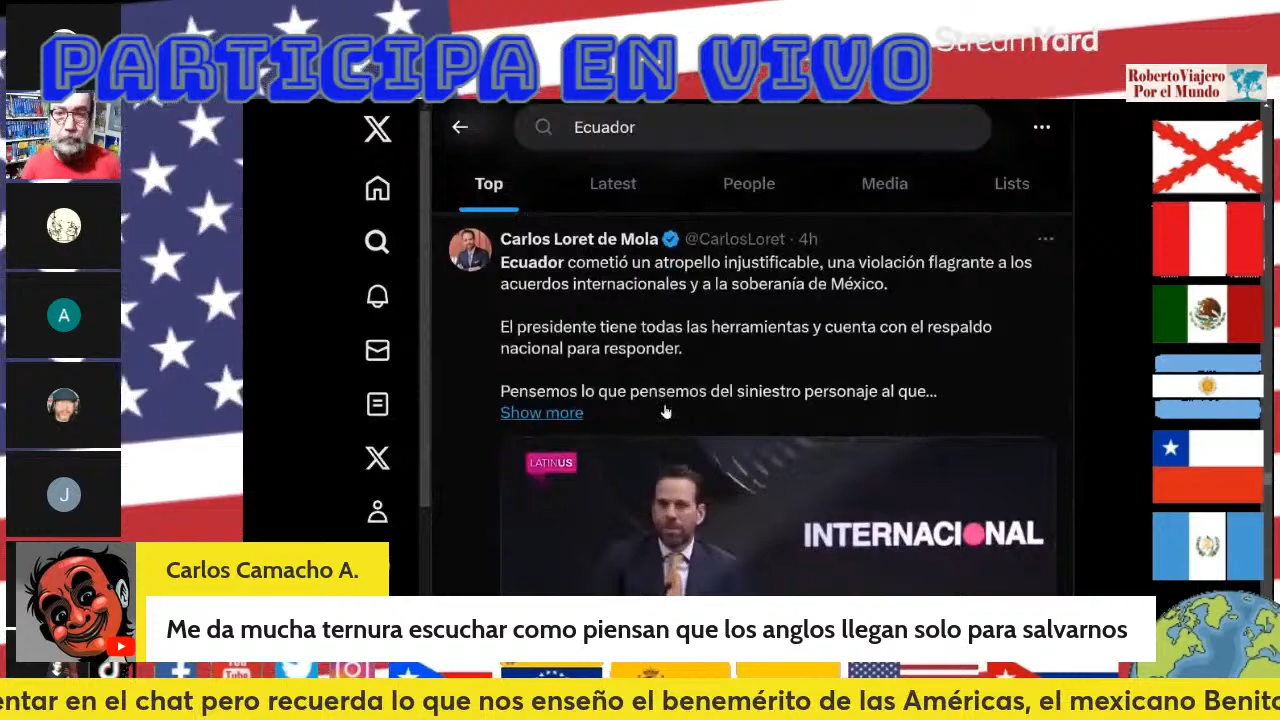 PARTICIPA EN VIVO
StreamYard
RobertoViajero
Por el Mundo
Ecuador
Top
Latest
People
Media
Lists
Carlos Loret de Mola @CarlosLoret · 4h
Ecuador cometió un atropello injustificable, una violación flagrante a los
acuerdos internacionales y a la soberanía de México.
El presidente tiene todas las herramientas y cuenta con el respaldo
nacional para responder.
Pensemos lo que pensemos del siniestro personaje al que...
Show more
A
J
LATINUS
INTERNACIONAL
Carlos Camacho A.
Me da mucha ternura escuchar como piensan que los anglos llegan solo para salvarnos
You
entar en el chat pero recuerda lo que nos enseño el benemérito de las Américas, el mexicano Benito